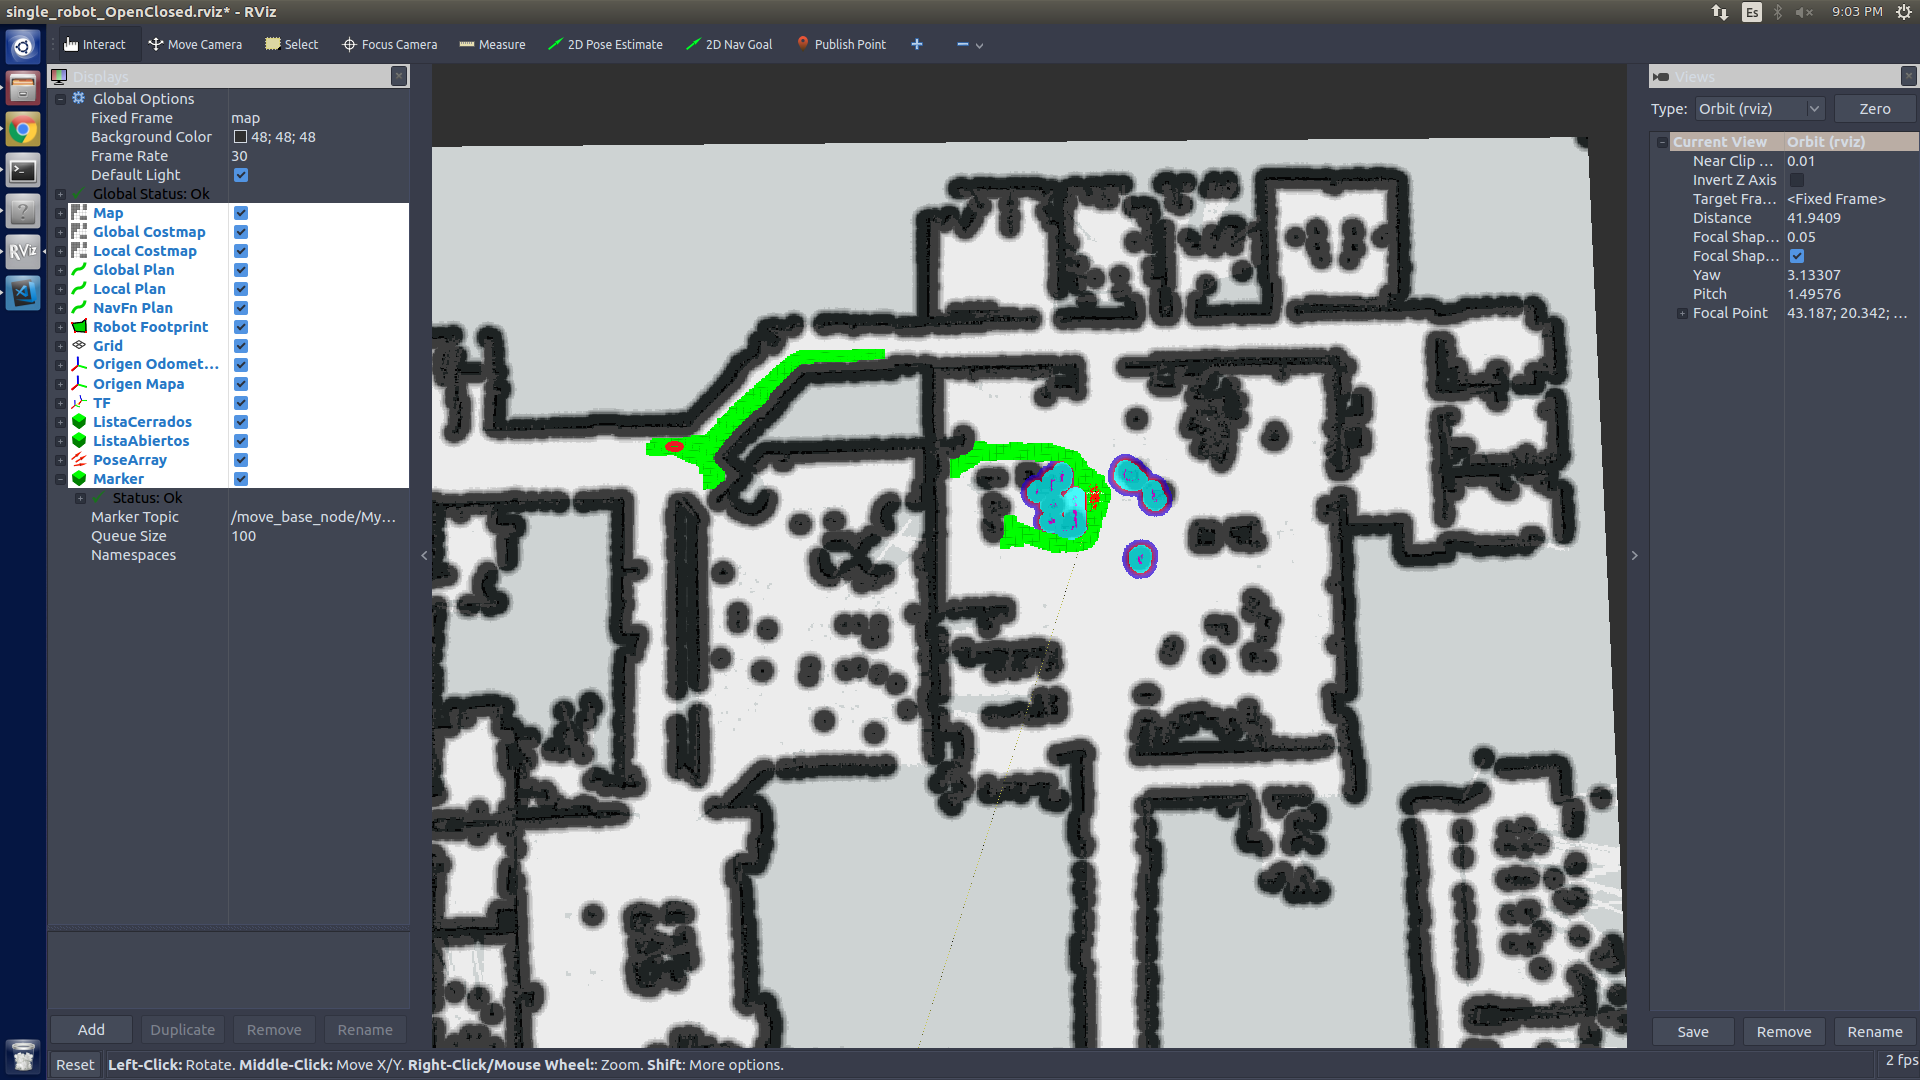 single_robot_OpenClosed.rviz* - RViz
Es
9:03 PM
Interact
Move Camera
Select
Focus Camera
Measure
2D Pose Estimate
2D Nav Goal
Publish Point
Displays
Global Options
Fixed Frame map
Background Color 48; 48; 48
Frame Rate 30
Default Light
Global Status: Ok
Map
Global Costmap
Local Costmap
Global Plan
Local Plan
NavFn Plan
Robot Footprint
Grid
Origen Odomet...
Origen Mapa
TF
ListaCerrados
ListaAbiertos
PoseArray
Marker
Status: Ok
Marker Topic /move_base_node/My...
Queue Size 100
Namespaces
Add
Duplicate
Remove
Rename
RViz
Views
Type: Orbit (rviz) Zero
Current View Orbit (rviz)
Near Clip ... 0.01
Invert Z Axis
Target Fra... <Fixed Frame>
Distance 41.9409
Focal Shap... 0.05
Focal Shap...
Yaw 3.13307
Pitch 1.49576
Focal Point 43.187; 20.342; ...
Save
Remove
Rename
Reset
Left-Click: Rotate. Middle-Click: Move X/Y. Right-Click/Mouse Wheel:: Zoom. Shift: More options.
2 fps